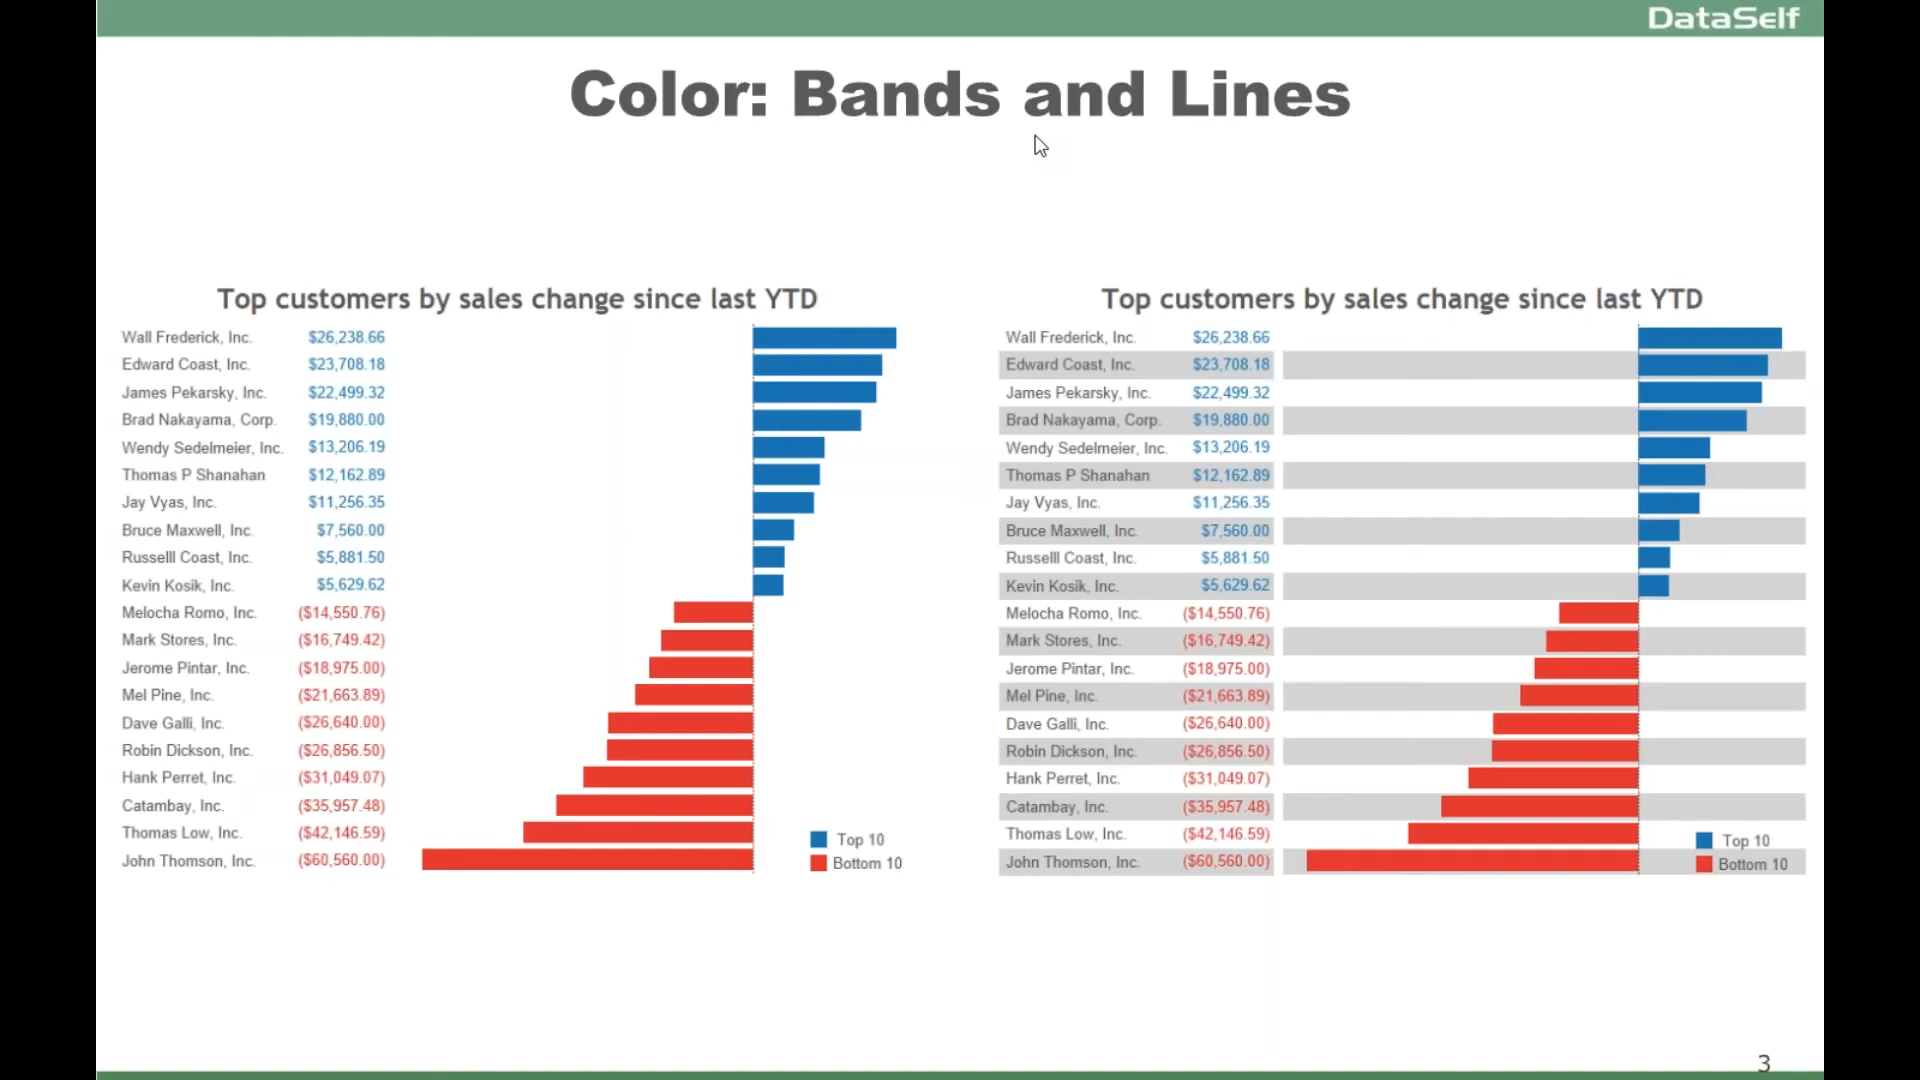 DataSelf
Color: Bands and Lines
Top customers by sales change since last YTD
Wall Frederick, Inc. $26,238.66
Edward Coast, Inc. $23,708.18
James Pekarsky, Inc. $22,499.32
Brad Nakayama, Corp. $19,880.00
Wendy Sedelmeier, Inc. $13,206.19
Thomas P Shanahan $12,162.89
Jay Vyas, Inc. $11,256.35
Bruce Maxwell, Inc. $7,560.00
Russelll Coast, Inc. $5,881.50
Kevin Kosik, Inc. $5,629.62
Melocha Romo, Inc. ($14,550.76)
Mark Stores, Inc. ($16,749.42)
Jerome Pintar, Inc. ($18,975.00)
Mel Pine, Inc. ($21,663.89)
Dave Galli, Inc. ($26,640.00)
Robin Dickson, Inc. ($26,856.50)
Hank Perret, Inc. ($31,049.07)
Catambay, Inc. ($35,957.48)
Thomas Low, Inc. ($42,146.59)
John Thomson, Inc. ($60,560.00)
Top 10
Bottom 10
Top customers by sales change since last YTD
Wall Frederick, Inc. $26,238.66
Edward Coast, Inc. $23,708.18
James Pekarsky, Inc. $22,499.32
Brad Nakayama, Corp. $19,880.00
Wendy Sedelmeier, Inc. $13,206.19
Thomas P Shanahan $12,162.89
Jay Vyas, Inc. $11,256.35
Bruce Maxwell, Inc. $7,560.00
Russelll Coast, Inc. $5,881.50
Kevin Kosik, Inc. $5,629.62
Melocha Romo, Inc. ($14,550.76)
Mark Stores, Inc. ($16,749.42)
Jerome Pintar, Inc. ($18,975.00)
Mel Pine, Inc. ($21,663.89)
Dave Galli, Inc. ($26,640.00)
Robin Dickson, Inc. ($26,856.50)
Hank Perret, Inc. ($31,049.07)
Catambay, Inc. ($35,957.48)
Thomas Low, Inc. ($42,146.59)
John Thomson, Inc. ($60,560.00)
Top 10
Bottom 10
3